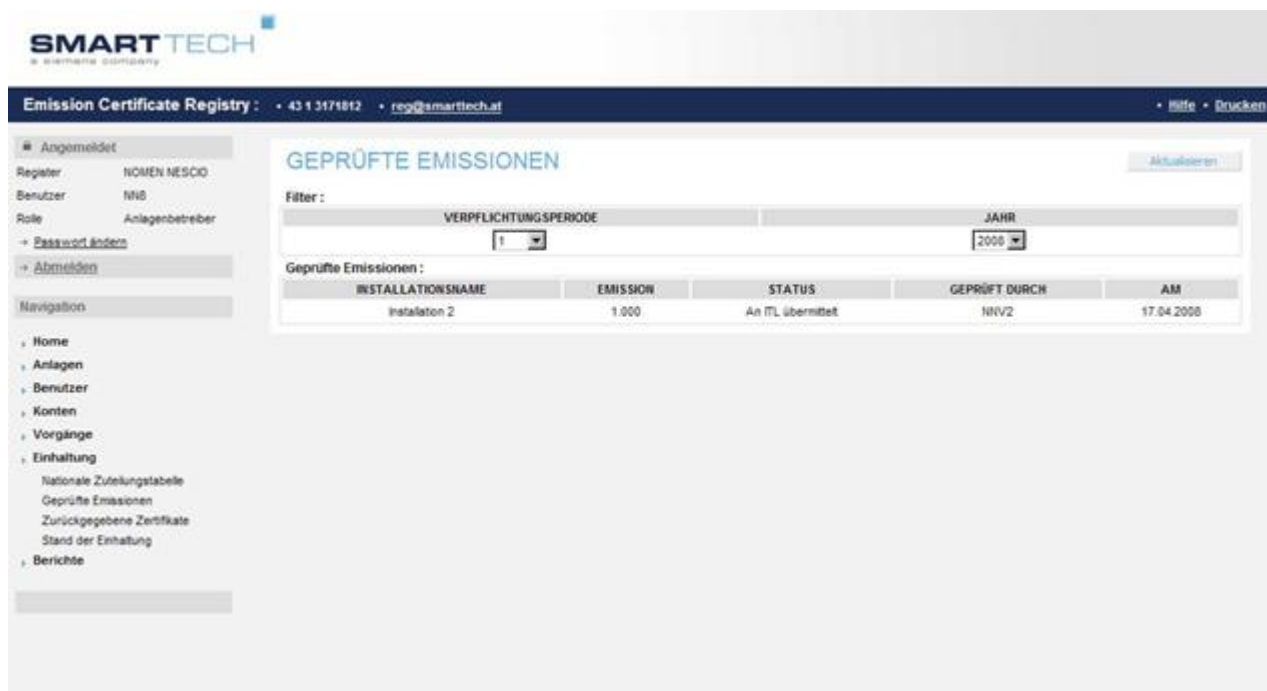 SMART TECH
a siemens company
Emission Certificate Registry : • 43 1 3171812 • reg@smarttech.at • Hilfe • Drucken
Angemeldet
Register NOMEN NESCIO
Benutzer NNB
Rolle Anlagenbetreiber
→ Passwort ändern
→ Abmelden
Navigation
Home
Anlagen
Benutzer
Konten
Vorgänge
Einhaltung
Nationale Zuteilungstabelle
Geprüfte Emissionen
Zurückgegebene Zertifikate
Stand der Einhaltung
Berichte
GEPRÜFTE EMISSIONEN
Aktualisieren
Filter :
VERPFLICHTUNGSPERIODE JAHR
1 2008
Geprüfte Emissionen :
INSTALLATIONSNAME EMISSION STATUS GEPRÜFT DURCH AM
Installation 2 1.000 An ITL übermittelt NNV2 17.04.2008